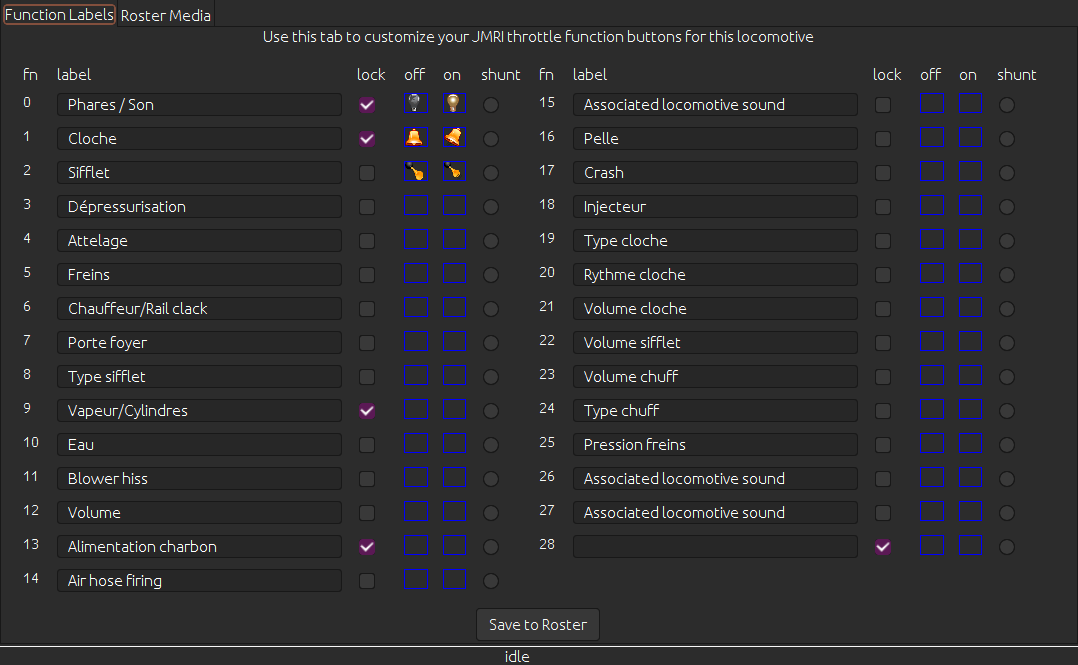 Function Labels Roster Media
Use this tab to customize your JMRI throttle function buttons for this locomotive
fn label lock off on shunt fn label lock off on shunt
0 Phares / Son 15 Associated locomotive sound
1 Cloche 16 Pelle
2 Sifflet 17 Crash
3 Dépressurisation 18 Injecteur
4 Attelage 19 Type cloche
5 Freins 20 Rythme cloche
6 Chauffeur/Rail clack 21 Volume cloche
7 Porte foyer 22 Volume sifflet
8 Type sifflet 23 Volume chuff
9 Vapeur/Cylindres 24 Type chuff
10 Eau 25 Pression freins
11 Blower hiss 26 Associated locomotive sound
12 Volume 27 Associated locomotive sound
13 Alimentation charbon 28
14 Air hose firing
Save to Roster
idle